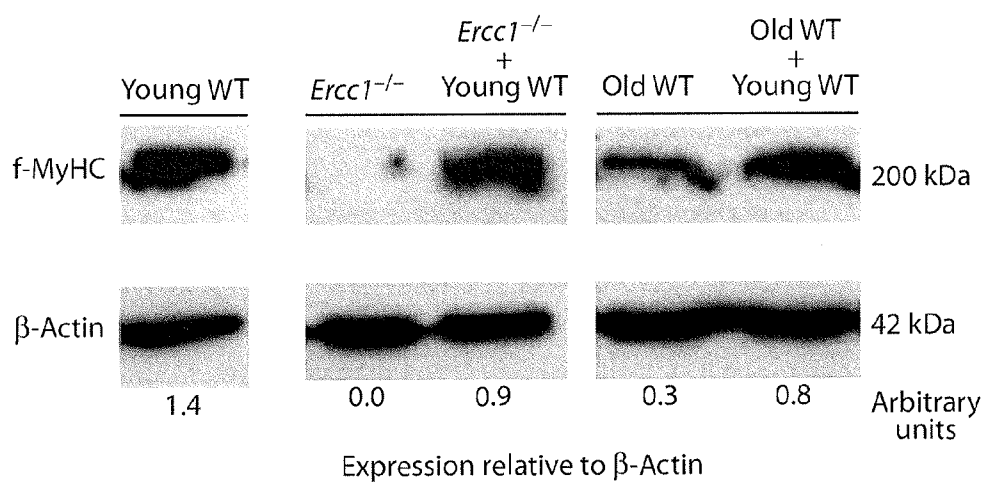 Young WT
Ercc1⁻/⁻
Ercc1⁻/⁻
+
Young WT
Old WT
Old WT
+
Young WT
f-MyHC
200 kDa
β-Actin
42 kDa
1.4
0.0
0.9
0.3
0.8
Arbitrary
units
Expression relative to β-Actin